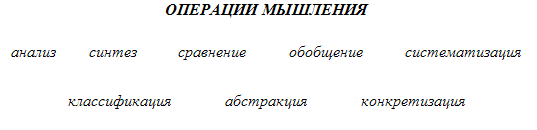 ОПЕРАЦИИ МЫШЛЕНИЯ
анализ синтез сравнение обобщение систематизация
классификация абстракция конкретизация